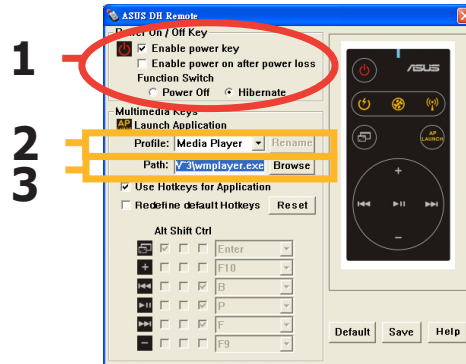 ASUS DH Remote
Power On / Off Key
1
Enable power key
Enable power on after power loss
Function Switch
Power Off Hibernate
Multimedia Keys
AP Launch Application
2
Profile: Media Player Rename
3
Path: \wmplayer.exe Browse
Use Hotkeys for Application
Redefine default Hotkeys Reset
Alt Shift Ctrl
Enter
F10
B
P
F
F9
ASUS
AP
LAUNCH
Default Save Help